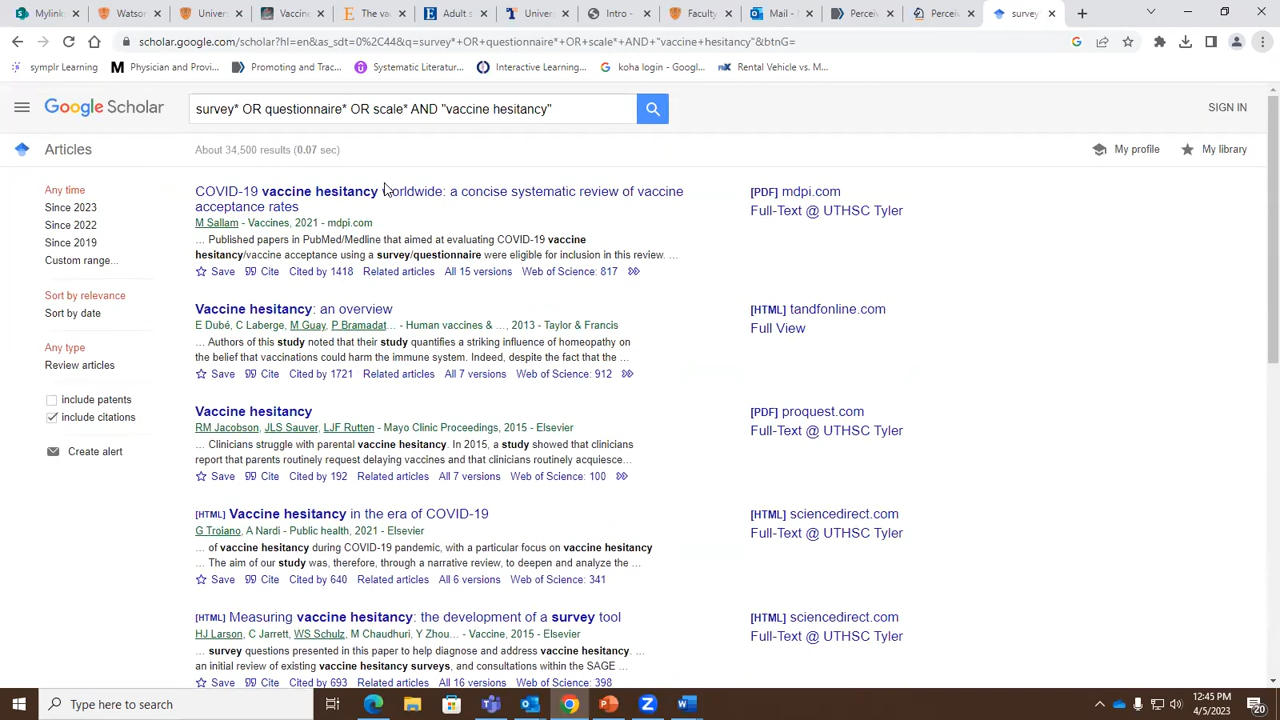 Mylink
Watson
Univers
Vaccine
The va
Adult s
Univer
Intro -
Faculty
Mail -
Percei
Percei
survey
scholar.google.com/scholar?hl=en&as_sdt=0%2C44&q=survey*+OR+questionnaire*+OR+scale*+AND+"vaccine+hesitancy"&btnG=
symplr Learning
Physician and Provi...
Promoting and Trac...
Systematic Literatur...
Interactive Learning...
koha login - Googl...
Rental Vehicle vs. M...
Google Scholar
survey* OR questionnaire* OR scale* AND "vaccine hesitancy"
SIGN IN
Articles
About 34,500 results (0.07 sec)
My profile
My library
Any time
Since 2023
Since 2022
Since 2019
Custom range...
Sort by relevance
Sort by date
Any type
Review articles
include patents
include citations
Create alert
COVID-19 vaccine hesitancy worldwide: a concise systematic review of vaccine
acceptance rates
M Sallam - Vaccines, 2021 - mdpi.com
... Published papers in PubMed/Medline that aimed at evaluating COVID-19 vaccine
hesitancy/vaccine acceptance using a survey/questionnaire were eligible for inclusion in this review. ...
Save Cite Cited by 1418 Related articles All 15 versions Web of Science: 817
[PDF] mdpi.com
Full-Text @ UTHSC Tyler
Vaccine hesitancy: an overview
E Dubé, C Laberge, M Guay, P Bramadat... - Human vaccines & ..., 2013 - Taylor & Francis
... Authors of this study noted that their study quantifies a striking influence of homeopathy on
the belief that vaccinations could harm the immune system. Indeed, despite the fact that the ...
Save Cite Cited by 1721 Related articles All 7 versions Web of Science: 912
[HTML] tandfonline.com
Full View
Vaccine hesitancy
RM Jacobson, JLS Sauver, LJF Rutten - Mayo Clinic Proceedings, 2015 - Elsevier
... Clinicians struggle with parental vaccine hesitancy. In 2015, a study showed that clinicians
report that parents routinely request delaying vaccines and that clinicians routinely acquiesce...
Save Cite Cited by 192 Related articles All 7 versions Web of Science: 100
[PDF] proquest.com
Full-Text @ UTHSC Tyler
[HTML] Vaccine hesitancy in the era of COVID-19
G Troiano, A Nardi - Public health, 2021 - Elsevier
... of vaccine hesitancy during COVID-19 pandemic, with a particular focus on vaccine hesitancy
... The aim of our study was, therefore, through a narrative review, to deepen and analyze the ...
Save Cite Cited by 640 Related articles All 6 versions Web of Science: 341
[HTML] sciencedirect.com
Full-Text @ UTHSC Tyler
[HTML] Measuring vaccine hesitancy: the development of a survey tool
HJ Larson, C Jarrett, WS Schulz, M Chaudhuri, Y Zhou... - Vaccine, 2015 - Elsevier
... survey questions presented in this paper to help diagnose and address vaccine hesitancy. ...
an initial review of existing vaccine hesitancy surveys, and consultations within the SAGE ...
Save Cite Cited by 693 Related articles All 16 versions Web of Science: 398
[HTML] sciencedirect.com
Full-Text @ UTHSC Tyler
Type here to search
12:45 PM
4/5/2023
20